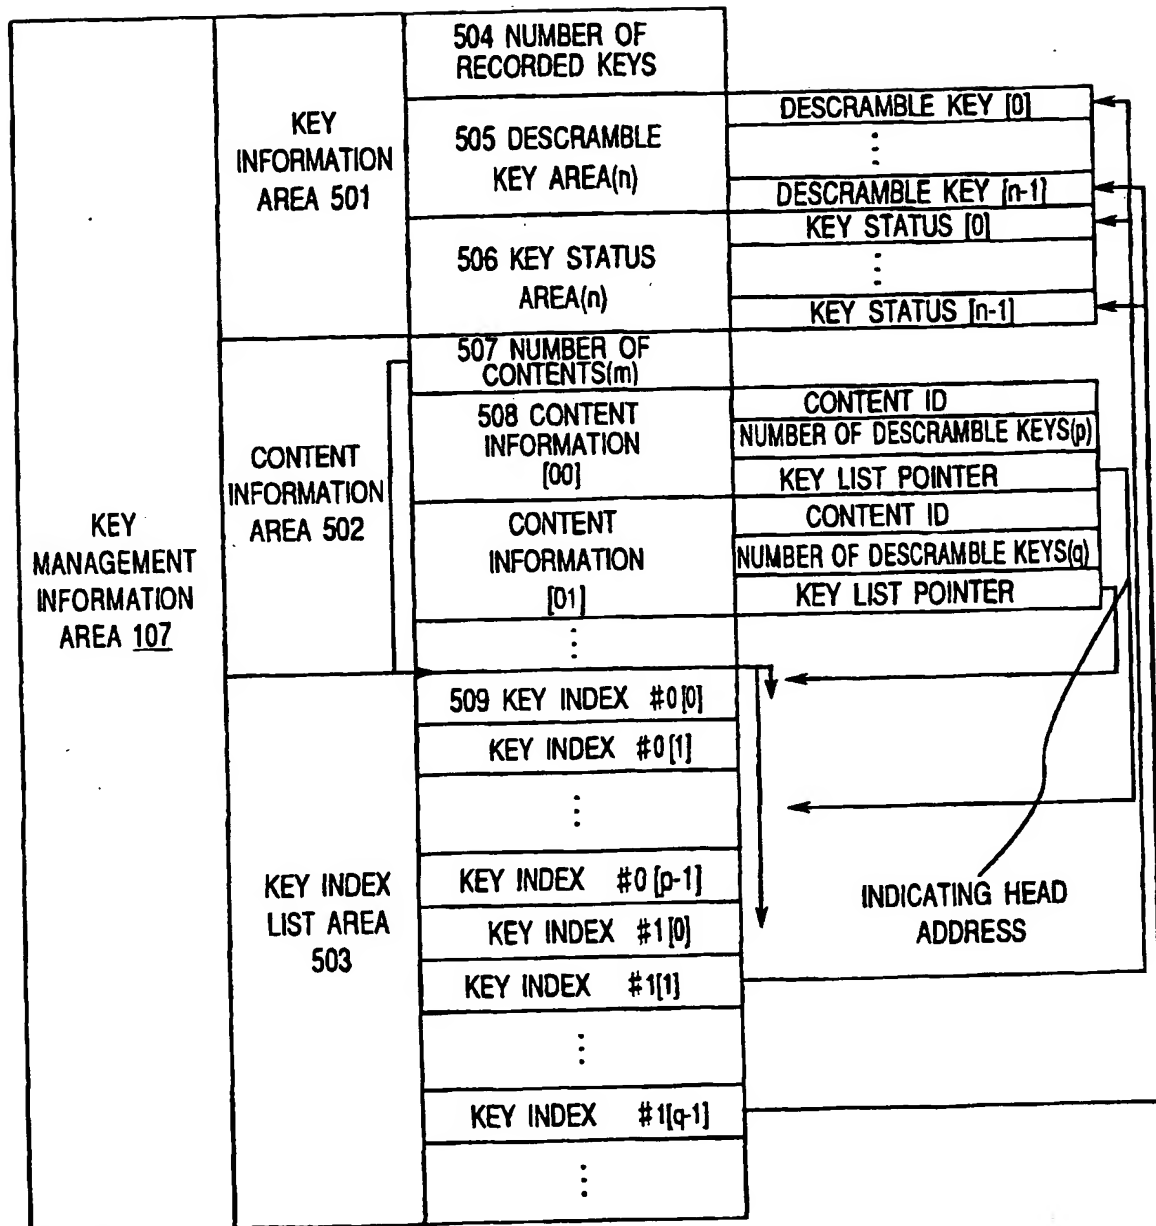 KEY
MANAGEMENT
INFORMATION
AREA 107
KEY
INFORMATION
AREA 501
504 NUMBER OF
RECORDED KEYS
505 DESCRAMBLE
KEY AREA(n)
DESCRAMBLE KEY [0]
⋮
DESCRAMBLE KEY [n-1]
506 KEY STATUS
AREA(n)
KEY STATUS [0]
⋮
KEY STATUS [n-1]
CONTENT
INFORMATION
AREA 502
507 NUMBER OF
CONTENTS(m)
508 CONTENT
INFORMATION
[00]
CONTENT ID
NUMBER OF DESCRAMBLE KEYS(p)
KEY LIST POINTER
CONTENT
INFORMATION
[01]
CONTENT ID
NUMBER OF DESCRAMBLE KEYS(q)
KEY LIST POINTER
⋮
KEY INDEX
LIST AREA
503
509 KEY INDEX #0[0]
KEY INDEX #0[1]
⋮
KEY INDEX #0[p-1]
KEY INDEX #1[0]
KEY INDEX #1[1]
⋮
KEY INDEX #1[q-1]
⋮
INDICATING HEAD
ADDRESS